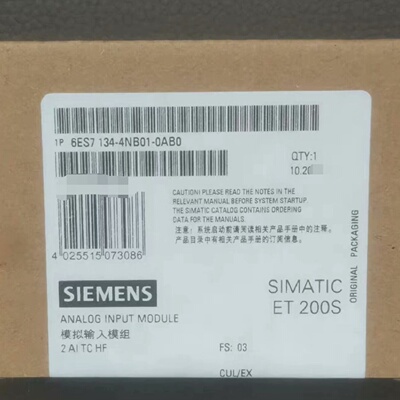 1P 6ES7 134-4NB01-0AB0
QTY:1
10.20
CAUTION! PLEASE READ THE NOTES IN THE
RELEVANT MANUAL BEFORE SYSTEM STARTUP
THE SIMATIC CATALOG CONTAINS ORDERING
DATA FOR THE MANUALS.
注意: 系统启动前请阅读相关产品手册中的注释。
产品目录中有相关产品手册的订购信息。
4 025515 073086
ORIGINAL PACKAGING
SIEMENS
SIMATIC
ET 200S
ANALOG INPUT MODULE
模拟输入模组
2 AI TC HF
FS: 03
CUL/EX